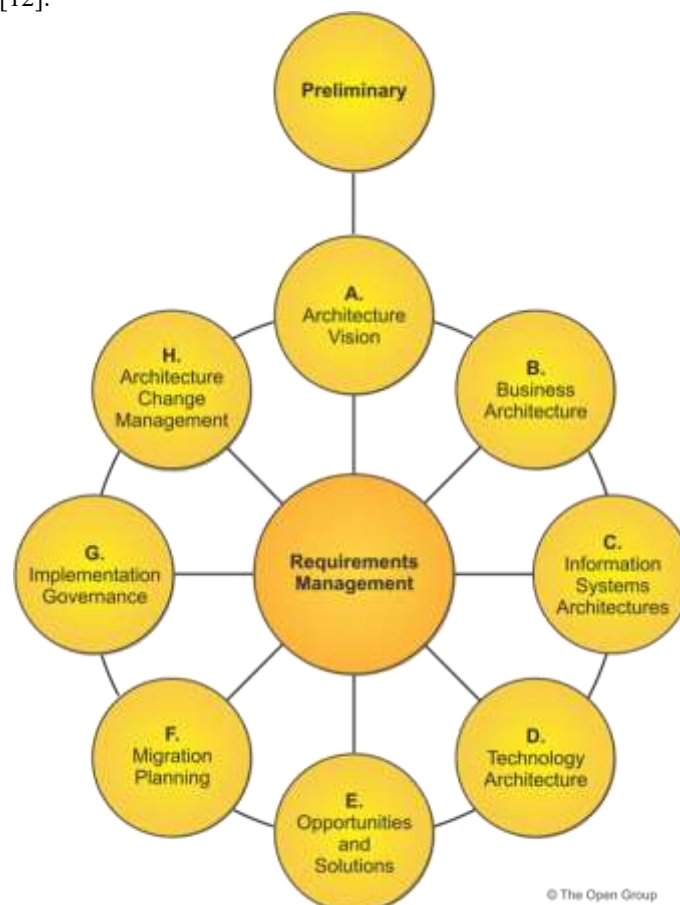 [12].
Preliminary
A.
Architecture
Vision
B.
Business
Architecture
C.
Information
Systems
Architectures
D.
Technology
Architecture
E.
Opportunities
and
Solutions
F.
Migration
Planning
G.
Implementation
Governance
H.
Architecture
Change
Management
Requirements
Management
© The Open Group